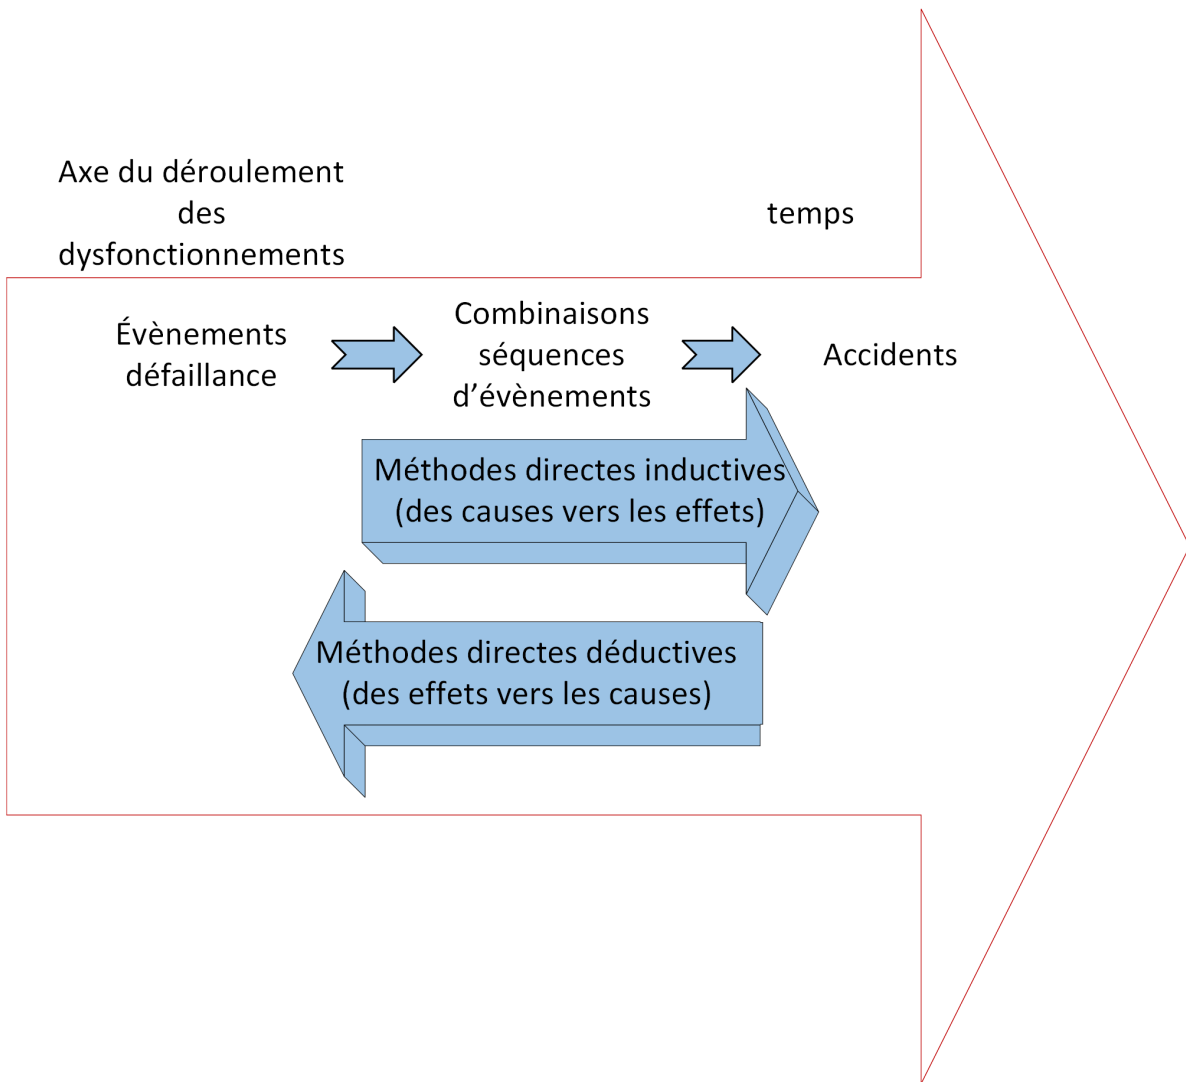 Axe du déroulement
des
dysfonctionnements
temps
Évènements
défaillance
Combinaisons
séquences
d’évènements
Accidents
Méthodes directes inductives
(des causes vers les effets)
Méthodes directes déductives
(des effets vers les causes)